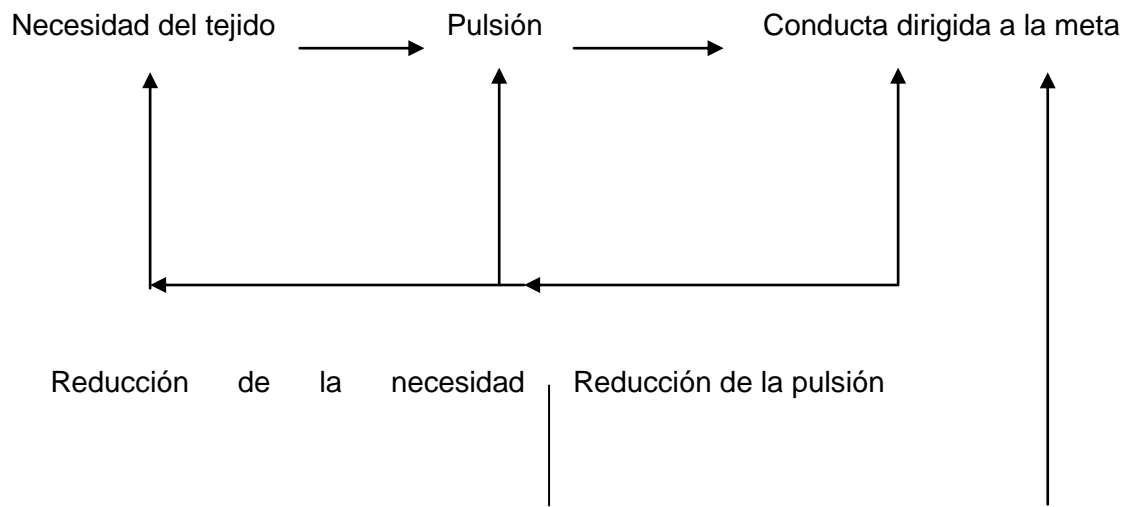 Necesidad del tejido Pulsión Conducta dirigida a la meta
Reducción de la necesidad Reducción de la pulsión